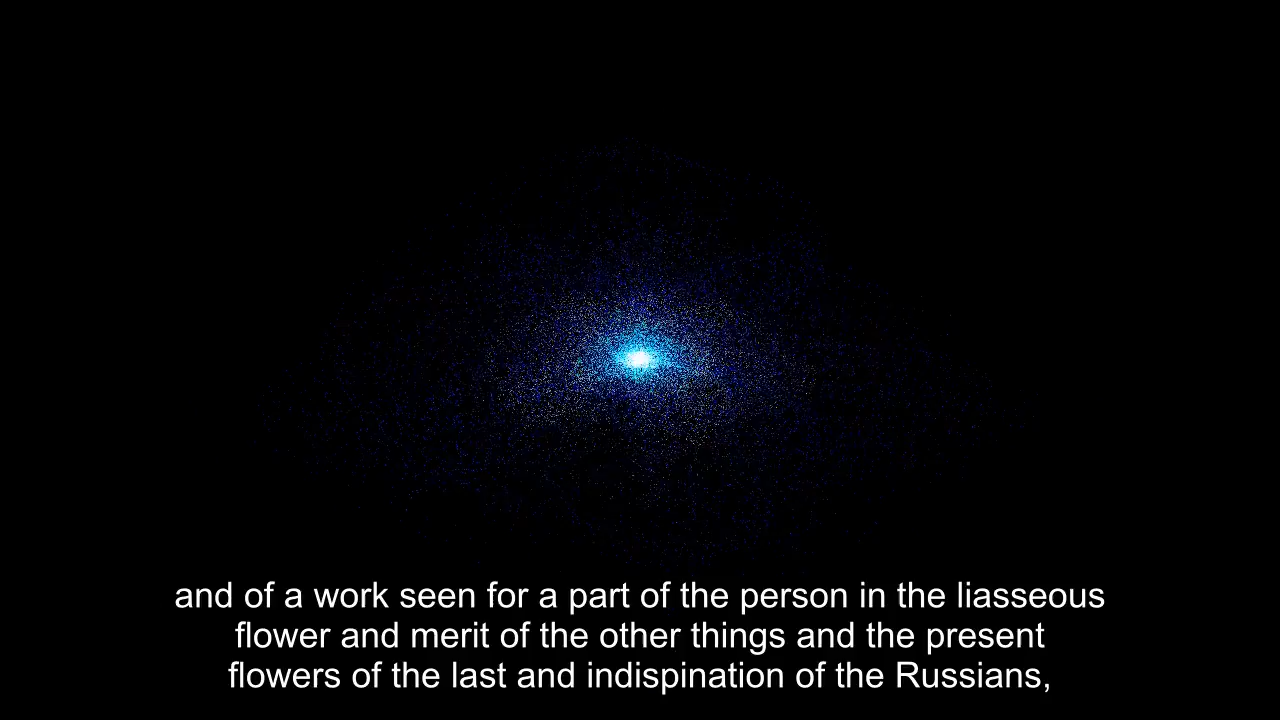 and of a work seen for a part of the person in the liasseous
flower and merit of the other things and the present
flowers of the last and indispination of the Russians,